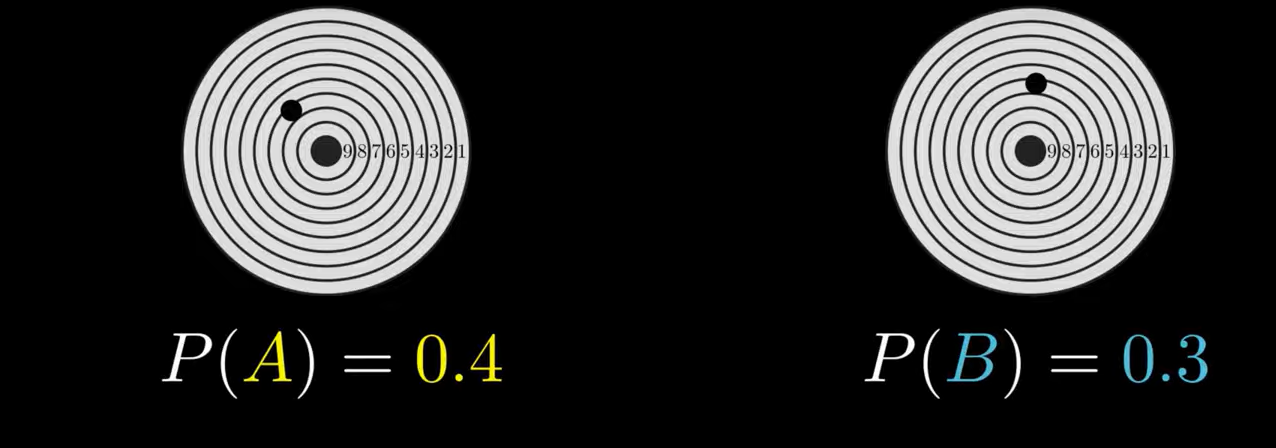 987654321
987654321
P(A) = 0.4
P(B) = 0.3